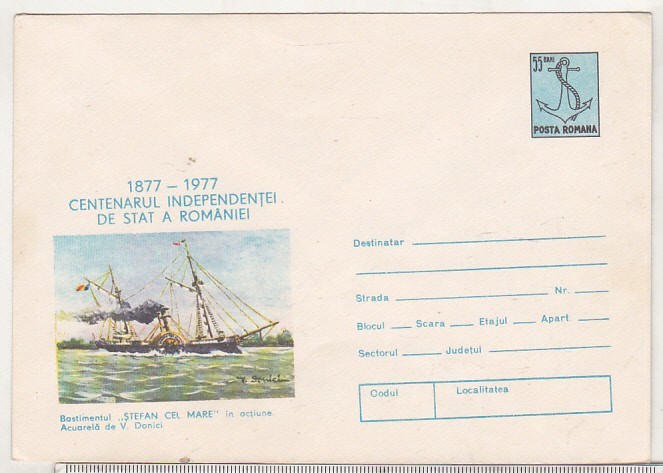 55 BANI
POSTA ROMANA
1877 – 1977
CENTENARUL INDEPENDENȚEI
DE STAT A ROMÂNIEI
V. Donici
Bastimentul „ȘTEFAN CEL MARE" în acțiune.
Acuarelă de V. Donici
Destinatar
Strada Nr.
Blocul Scara Etajul Apart.
Sectorul Județul
Codul Localitatea